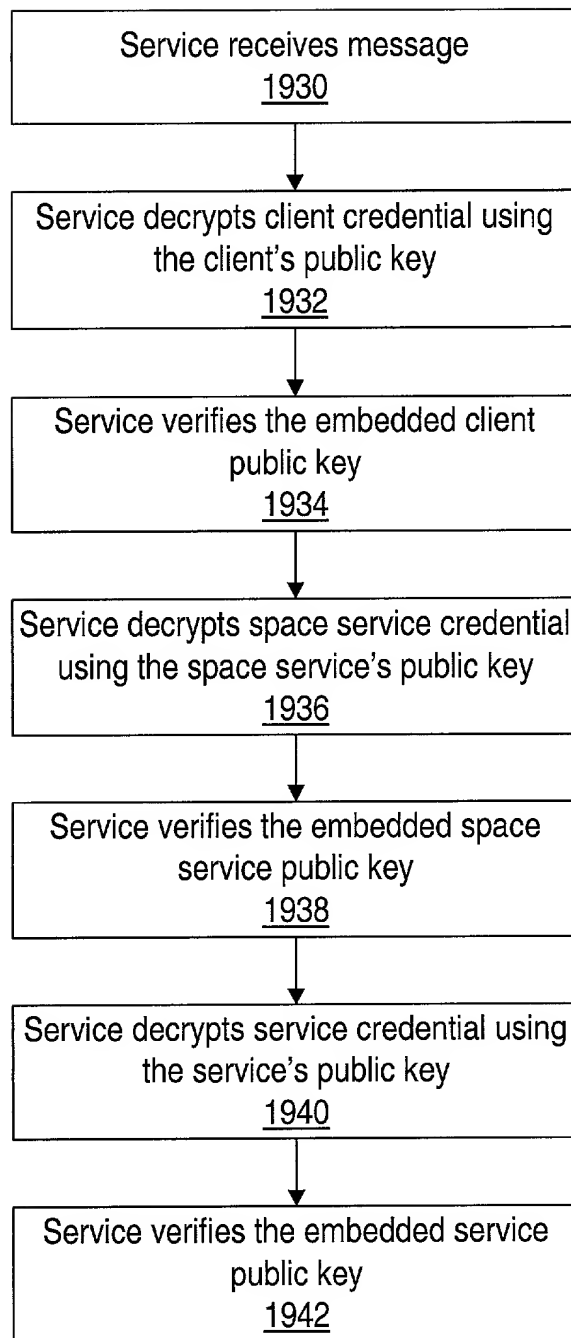 Service receives message
1930
Service decrypts client credential using
the client's public key
1932
Service verifies the embedded client
public key
1934
Service decrypts space service credential
using the space service's public key
1936
Service verifies the embedded space
service public key
1938
Service decrypts service credential using
the service's public key
1940
Service verifies the embedded service
public key
1942